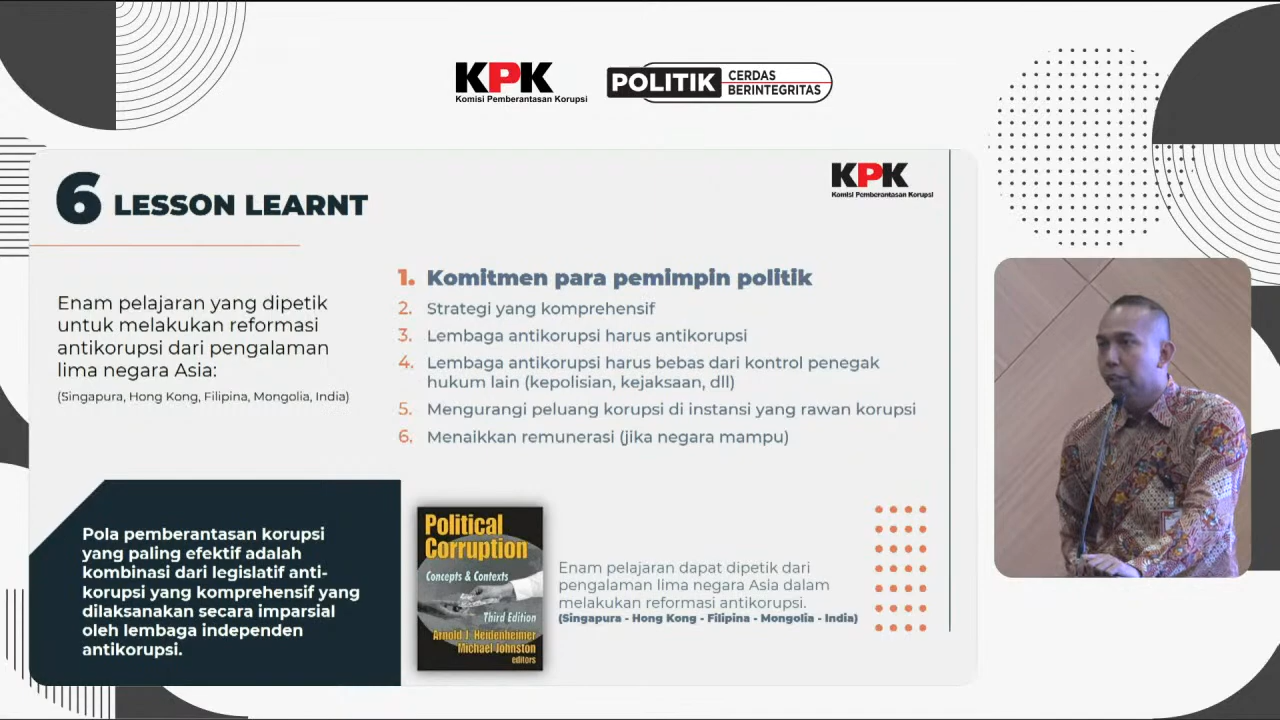 KPK
Komisi Pemberantasan Korupsi
POLITIK
CERDAS
BERINTEGRITAS
KPK
Komisi Pemberantasan Korupsi
6 LESSON LEARNT
Enam pelajaran yang dipetik
untuk melakukan reformasi
antikorupsi dari pengalaman
lima negara Asia:
(Singapura, Hong Kong, Filipina, Mongolia, India)
1. Komitmen para pemimpin politik
2. Strategi yang komprehensif
3. Lembaga antikorupsi harus antikorupsi
4. Lembaga antikorupsi harus bebas dari kontrol penegak
hukum lain (kepolisian, kejaksaan, dll)
5. Mengurangi peluang korupsi di instansi yang rawan korupsi
6. Menaikkan remunerasi (jika negara mampu)
Pola pemberantasan korupsi
yang paling efektif adalah
kombinasi dari legislatif anti-
korupsi yang komprehensif yang
dilaksanakan secara imparsial
oleh lembaga independen
antikorupsi.
Political
Corruption
Concepts & Contexts
Third Edition
Arnold J. Heidenheimer
Michael Johnston
editors
Enam pelajaran dapat dipetik dari
pengalaman lima negara Asia dalam
melakukan reformasi antikorupsi.
(Singapura - Hong Kong - Filipina - Mongolia - India)